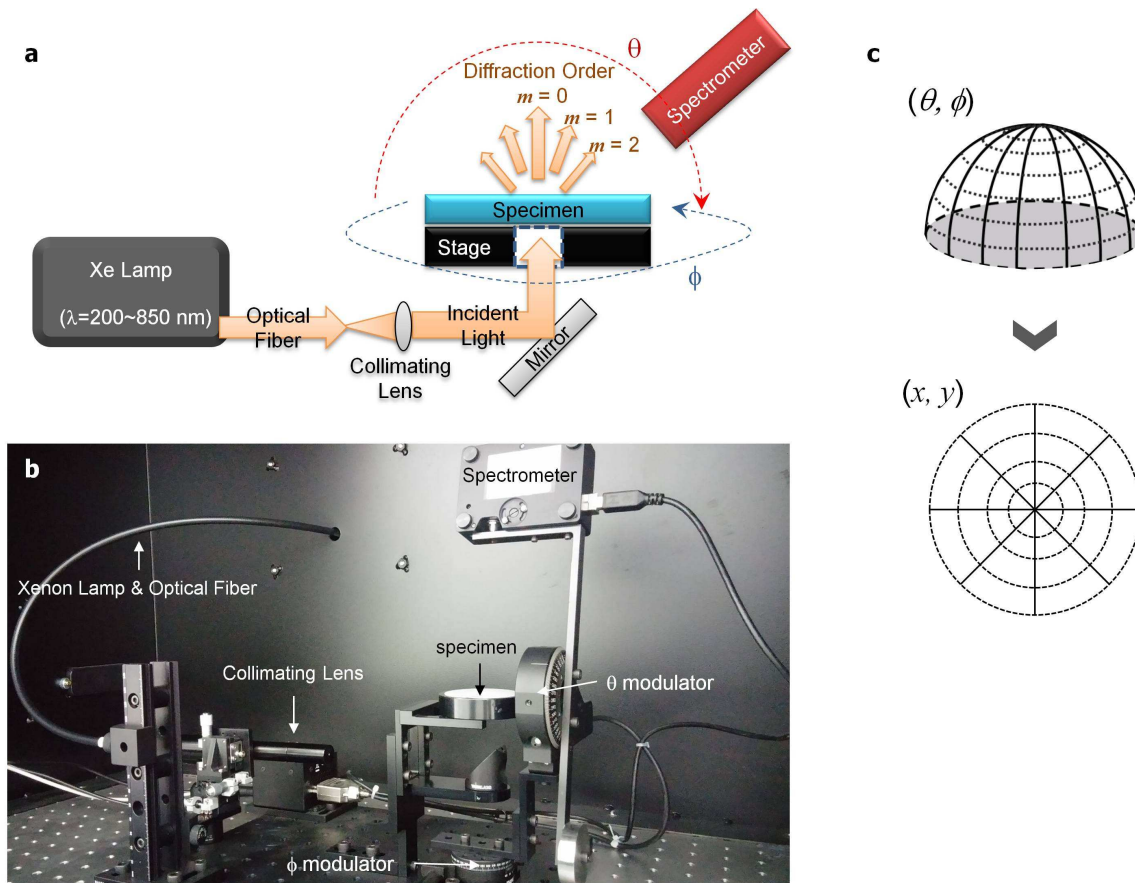 a
θ
Spectrometer
Diffraction Order
m = 0
m = 1
m = 2
Specimen
Stage
ϕ
Xe Lamp
(λ=200~850 nm)
Optical
Fiber
Incident
Light
Mirror
Collimating
Lens
b
Spectrometer
Xenon Lamp & Optical Fiber
specimen
Collimating Lens
θ modulator
ϕ modulator
c
(θ, ϕ)
(x, y)